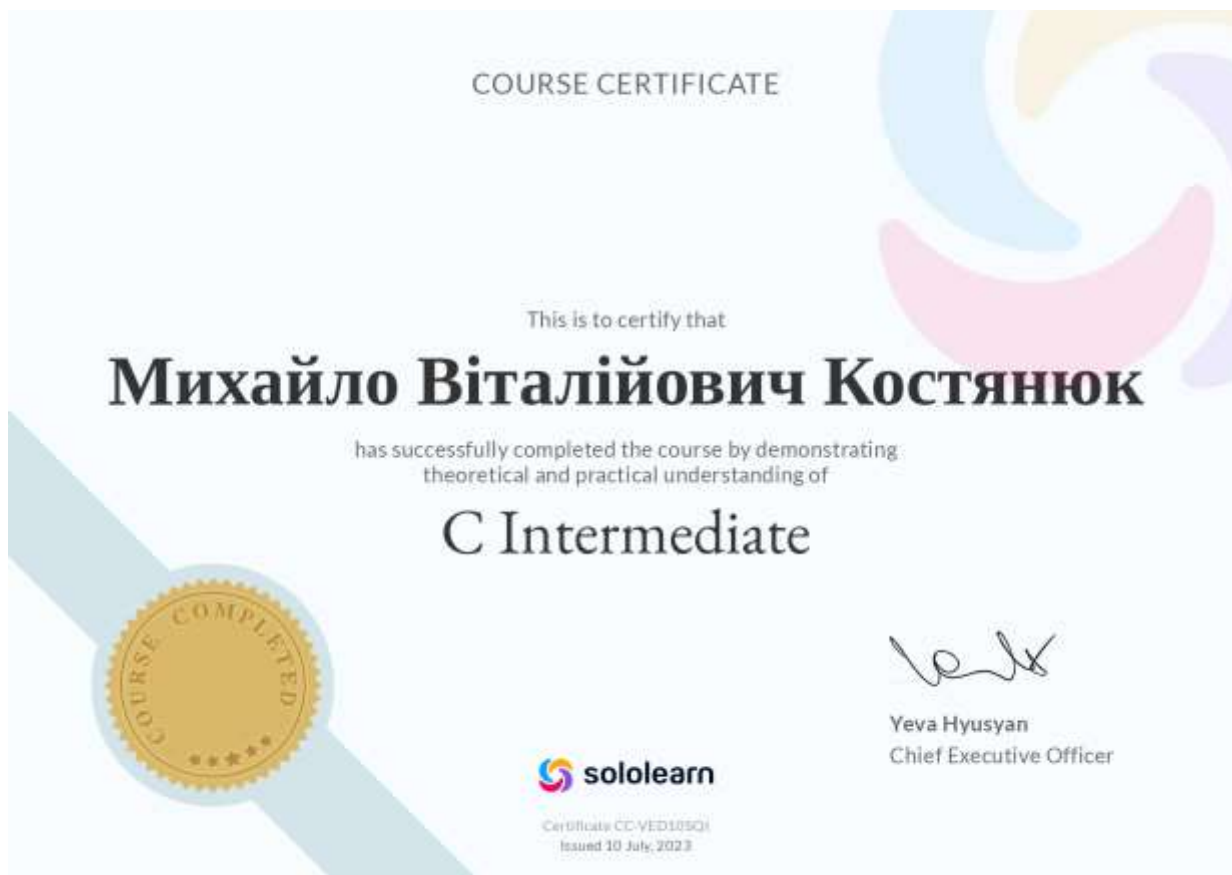 COURSE CERTIFICATE
This is to certify that
Михайло Віталійович Костянюк
has successfully completed the course by demonstrating
theoretical and practical understanding of
C Intermediate
COURSE COMPLETED
Yeva Hyusyan
Chief Executive Officer
sololearn
Certificate
Issued 10 July, 2023